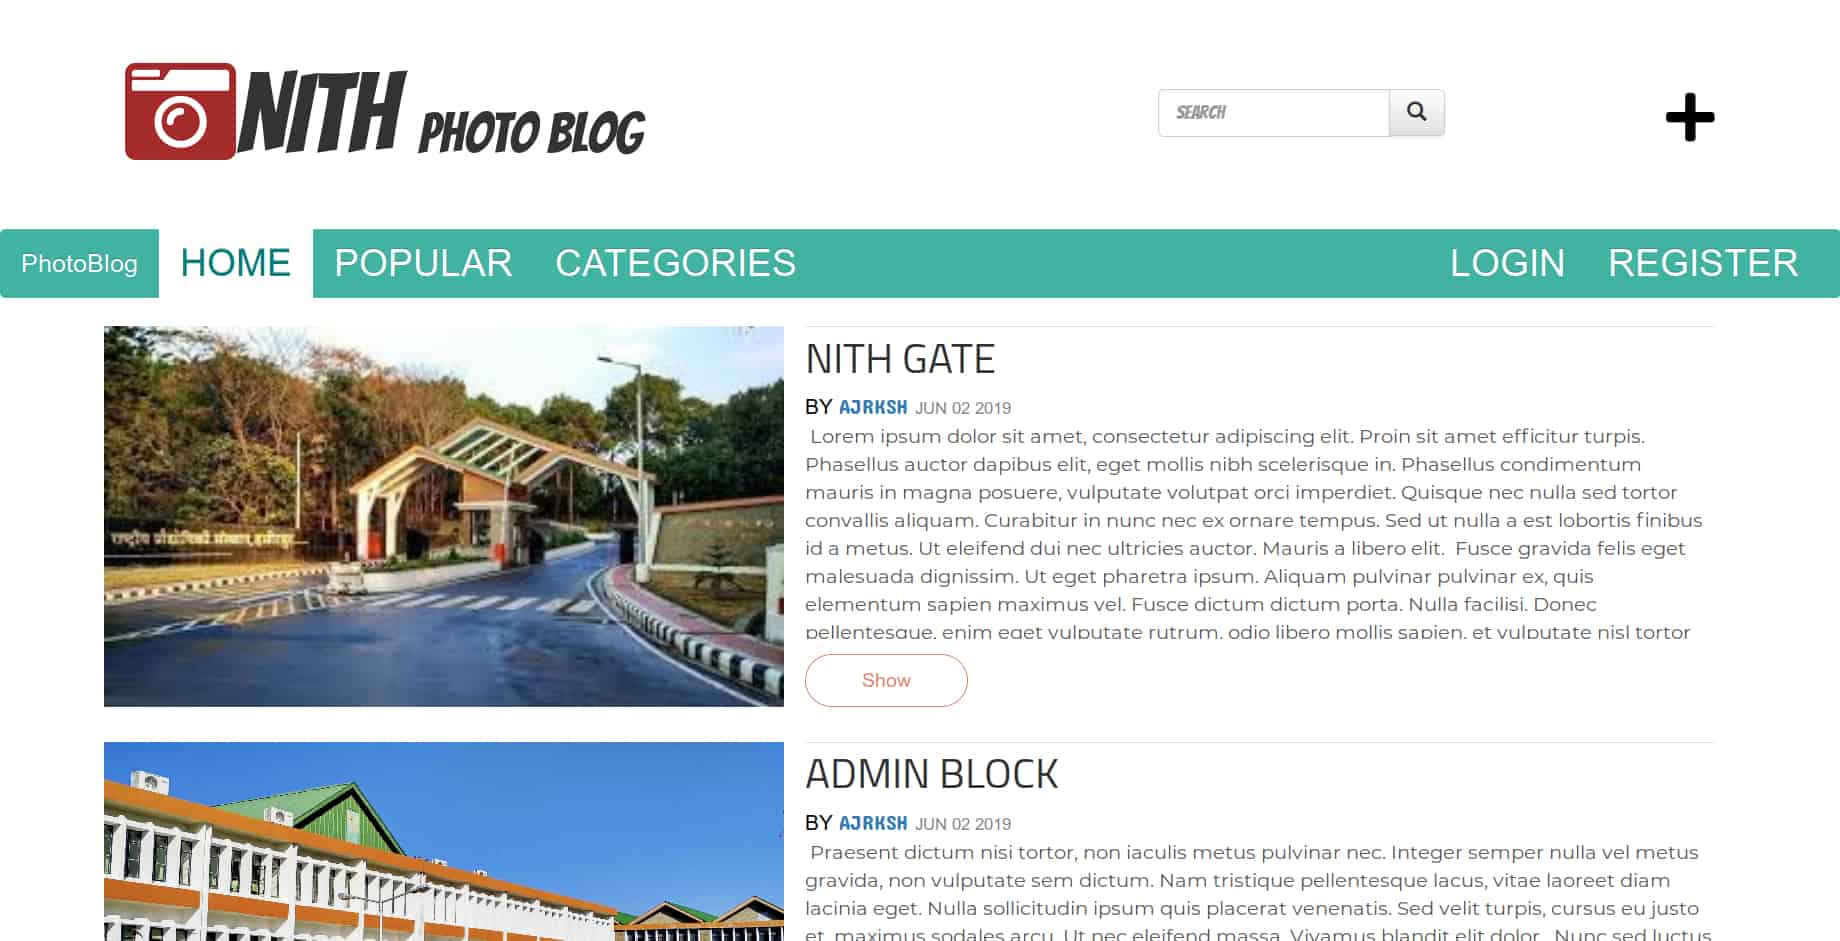 NITH PHOTO BLOG
SEARCH
PhotoBlog HOME POPULAR CATEGORIES LOGIN REGISTER
NITH GATE
BY AJRKSH JUN 02 2019
Lorem ipsum dolor sit amet, consectetur adipiscing elit. Proin sit amet efficitur turpis.
Phasellus auctor dapibus elit, eget mollis nibh scelerisque in. Phasellus condimentum
mauris in magna posuere, vulputate volutpat orci imperdiet. Quisque nec nulla sed tortor
convallis aliquam. Curabitur in nunc nec ex ornare tempus. Sed ut nulla a est lobortis finibus
id a metus. Ut eleifend dui nec ultricies auctor. Mauris a libero elit. Fusce gravida felis eget
malesuada dignissim. Ut eget pharetra ipsum. Aliquam pulvinar pulvinar ex, quis
elementum sapien maximus vel. Fusce dictum dictum porta. Nulla facilisi. Donec
pellentesque, enim eget vulputate rutrum, odio libero mollis sapien, et vulputate nisl tortor
Show
ADMIN BLOCK
BY AJRKSH JUN 02 2019
Praesent dictum nisi tortor, non iaculis metus pulvinar nec. Integer semper nulla vel metus
gravida, non vulputate sem dictum. Nam tristique pellentesque lacus, vitae laoreet diam
lacinia eget. Nulla sollicitudin ipsum quis placerat venenatis. Sed velit turpis, cursus eu justo
et, maximus sodales arcu. Ut nec eleifend massa. Vivamus blandit elit dolor. Nunc sed luctus